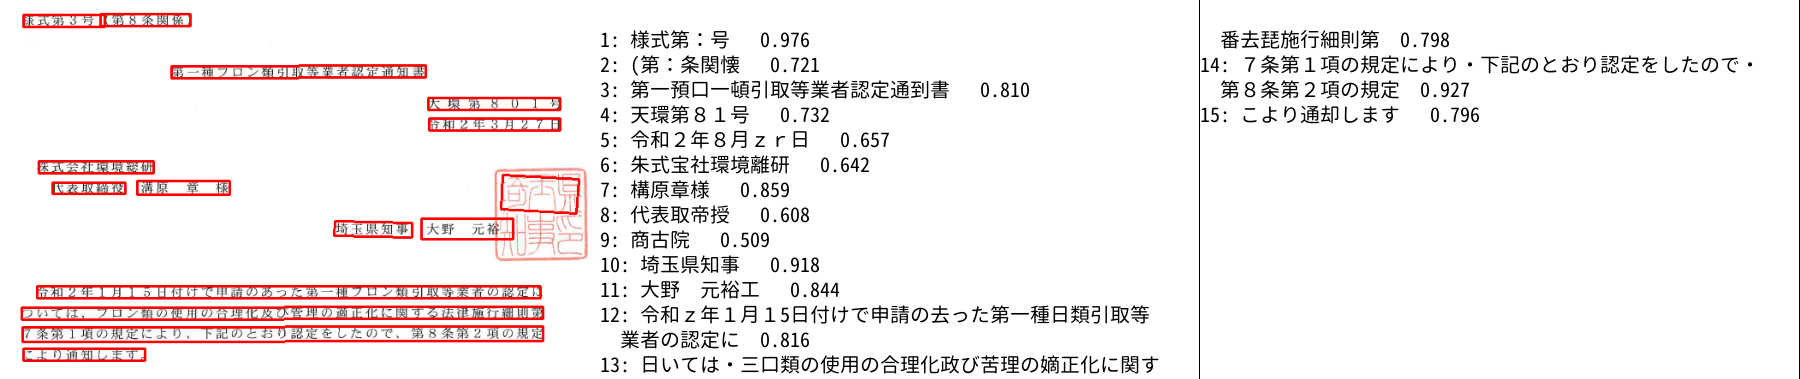 様式第３号（第８条関係）
第一種フロン類引取等業者認定通知書
大環第８０１号
令和２年３月２７日
株式会社環境総研
代表取締役　溝原　章　様
埼玉県知事　大野　元裕
令和２年１月１５日付けで申請のあった第一種フロン類引取等業者の認定に
ついては、フロン類の使用の合理化及び管理の適正化に関する法律施行細則第
７条第１項の規定により、下記のとおり認定をしたので、第８条第２項の規定
により通知します。
1: 様式第：号　0.976
2: (第：条関懐　0.721
3: 第一預口一頓引取等業者認定通到書　0.810
4: 天環第８１号　0.732
5: 令和２年８月ｚｒ日　0.657
6: 朱式宝社環境離研　0.642
7: 構原章様　0.859
8: 代表取帝授　0.608
9: 商古院　0.509
10: 埼玉県知事　0.918
11: 大野　元裕工　0.844
12: 令和ｚ年１月１5日付けで申請の去った第一種日類引取等
業者の認定に　0.816
13: 日いては・三口類の使用の合理化政び苦理の嫡正化に関す
番去琵施行細則第　0.798
14: ７条第１項の規定により・下記のとおり認定をしたので・
第８条第２項の規定　0.927
15: こより通却します　0.796